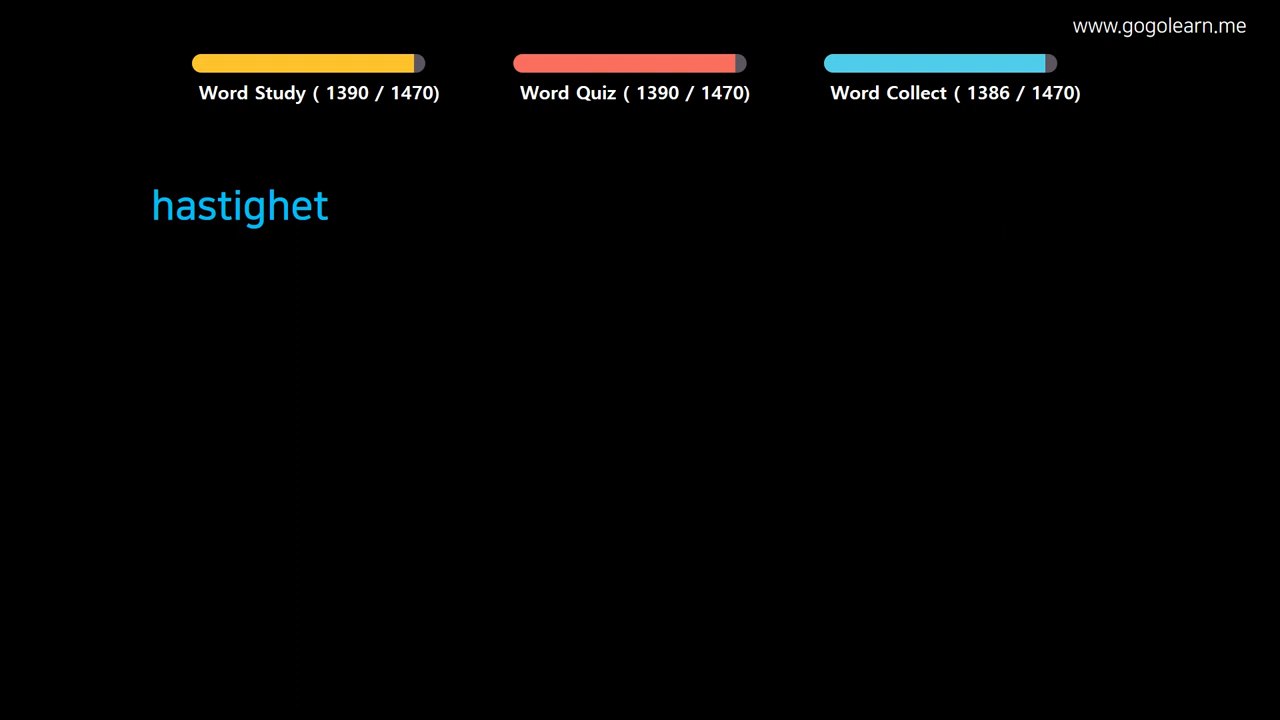 www.gogolearn.me
Word Study ( 1390 / 1470)
Word Quiz ( 1390 / 1470)
Word Collect ( 1386 / 1470)
hastighet